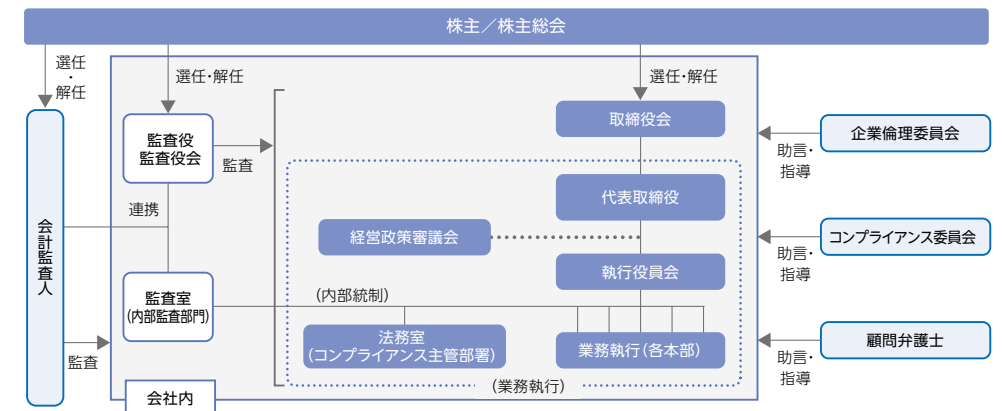 株主／株主総会
選任
・
解任
選任・解任
選任・解任
監査役
監査役会
監査
取締役会
企業倫理委員会
助言・
指導
代表取締役
連携
経営政策審議会
コンプライアンス委員会
助言・
指導
会計監査人
執行役員会
監査室
(内部監査部門)
(内部統制)
法務室
(コンプライアンス主管部署)
業務執行(各本部)
顧問弁護士
助言・
指導
監査
(業務執行)
会社内